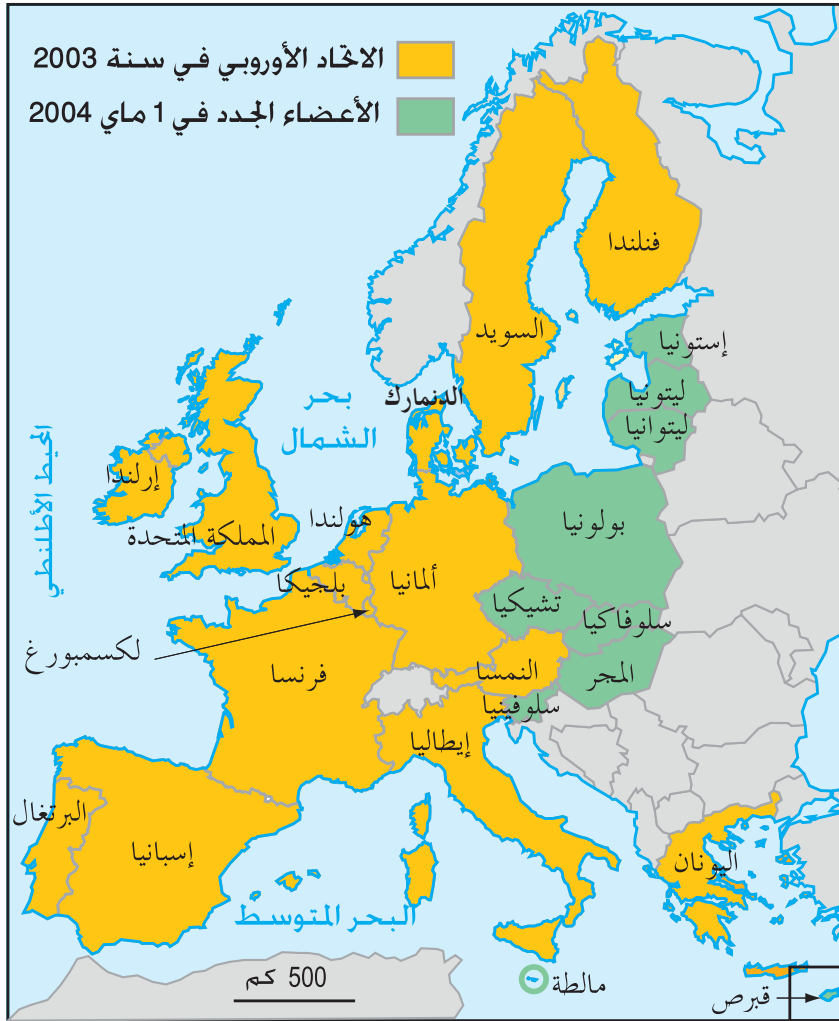 الاتحاد الأوروبي في سنة 2003
الأعضاء الجدد في 1 ماي 2004
فنلندا
السويد
إستونيا
ليتونيا
ليتوانيا
الدنمارك
بحر
الشمال
المحيط الأطلنطي
إرلندا
المملكة المتحدة
هولندا
بلجيكا
ألمانيا
بولونيا
تشيكيا
سلوفاكيا
لكسمبورغ
فرنسا
النمسا
المجر
سلوفينيا
إيطاليا
البرتغال
إسبانيا
اليونان
البحر المتوسط
500 كم
مالطة
قبرص